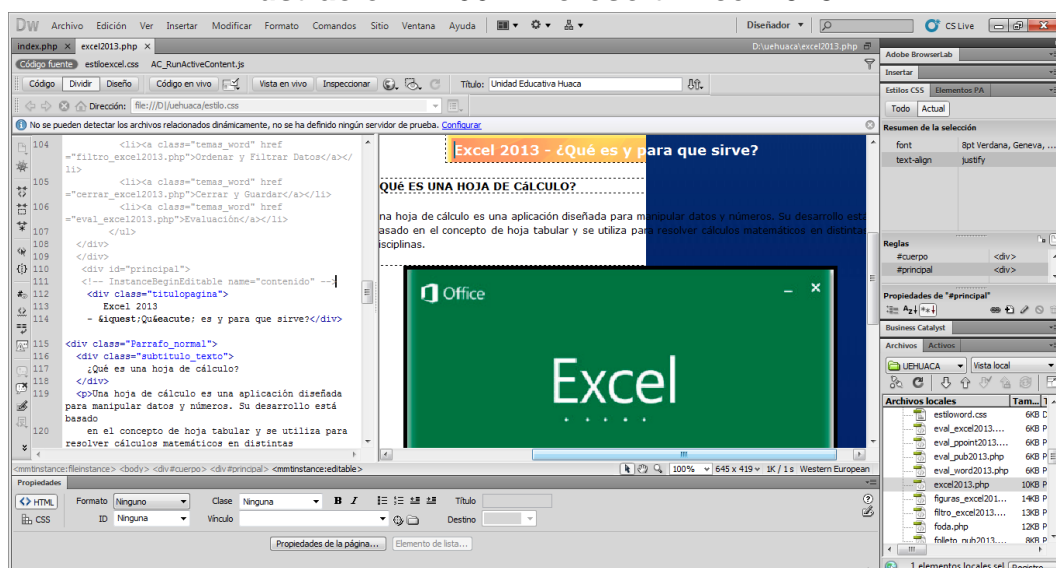 DW Archivo Edición Ver Insertar Modificar Formato Comandos Sitio Ventana Ayuda Diseñador CS Live
index.php × excel2013.php × D:\uehuaca\excel2013.php
Código fuente estiloexcel.css AC_RunActiveContent.js
Código Dividir Diseño Código en vivo Vista en vivo Inspeccionar Título: Unidad Educativa Huaca
Dirección: file:///D|/uehuaca/estilo.css
No se pueden detectar los archivos relacionados dinámicamente, no se ha definido ningún servidor de prueba. Configurar
104 <li><a class="temas_word" href
="filtro_excel2013.php">Ordenar y Filtrar Datos</a></
li>
105 <li><a class="temas_word" href
="cerrar_excel2013.php">Cerrar y Guardar</a></li>
106 <li><a class="temas_word" href
="eval_excel2013.php">Evaluación</a></li>
107 </ul>
108 </div>
109 </div>
110 <div id="principal">
111 <!-- InstanceBeginEditable name="contenido" -->
112 <div class="titulopagina">
113 Excel 2013
114 - &iquest;Qu&eacute; es y para que sirve?</div>
115 <div class="Parrafo_normal">
116 <div class="subtitulo_texto">
117 ¿Qué es una hoja de cálculo?
118 </div>
119 <p>Una hoja de cálculo es una aplicación diseñada
para manipular datos y números. Su desarrollo está
basado
120 en el concepto de hoja tabular y se utiliza para
resolver cálculos matemáticos en distintas
Excel 2013 - ¿Qué es y para que sirve?
QUé ES UNA HOJA DE CáLCULO?
na hoja de cálculo es una aplicación diseñada para manipular datos y números. Su desarrollo está
asado en el concepto de hoja tabular y se utiliza para resolver cálculos matemáticos en distintas
isciplinas.
Office
Excel
<mmtinstance:fileinstance> <body> <div#cuerpo> <div#principal> <mmtinstance:editable> 100% 645 x 419 1K / 1 s Western European
Propiedades
HTML Formato Ninguno Clase Ninguna B I Título
CSS ID Ninguna Vínculo Destino
Propiedades de la página... Elemento de lista...
Adobe BrowserLab
Insertar
Estilos CSS Elementos PA
Todo Actual
Resumen de la selección
font 8pt Verdana, Geneva, ...
text-align justify
Reglas
#cuerpo <div>
#principal <div>
Propiedades de "#principal"
Business Catalyst
Archivos Activos
UEHUACA Vista local
Archivos locales Tam... T
estiloword.css 6KB D
eval_excel2013.... 6KB P
eval_ppoint2013.... 6KB P
eval_pub2013.php 6KB P
eval_word2013.php 6KB P
excel2013.php 10KB P
figuras_excel201... 14KB P
filtro_excel2013.... 13KB P
foda.php 12KB P
folleto_pub2013.... 8KB P
1 elementos locales sel Registro